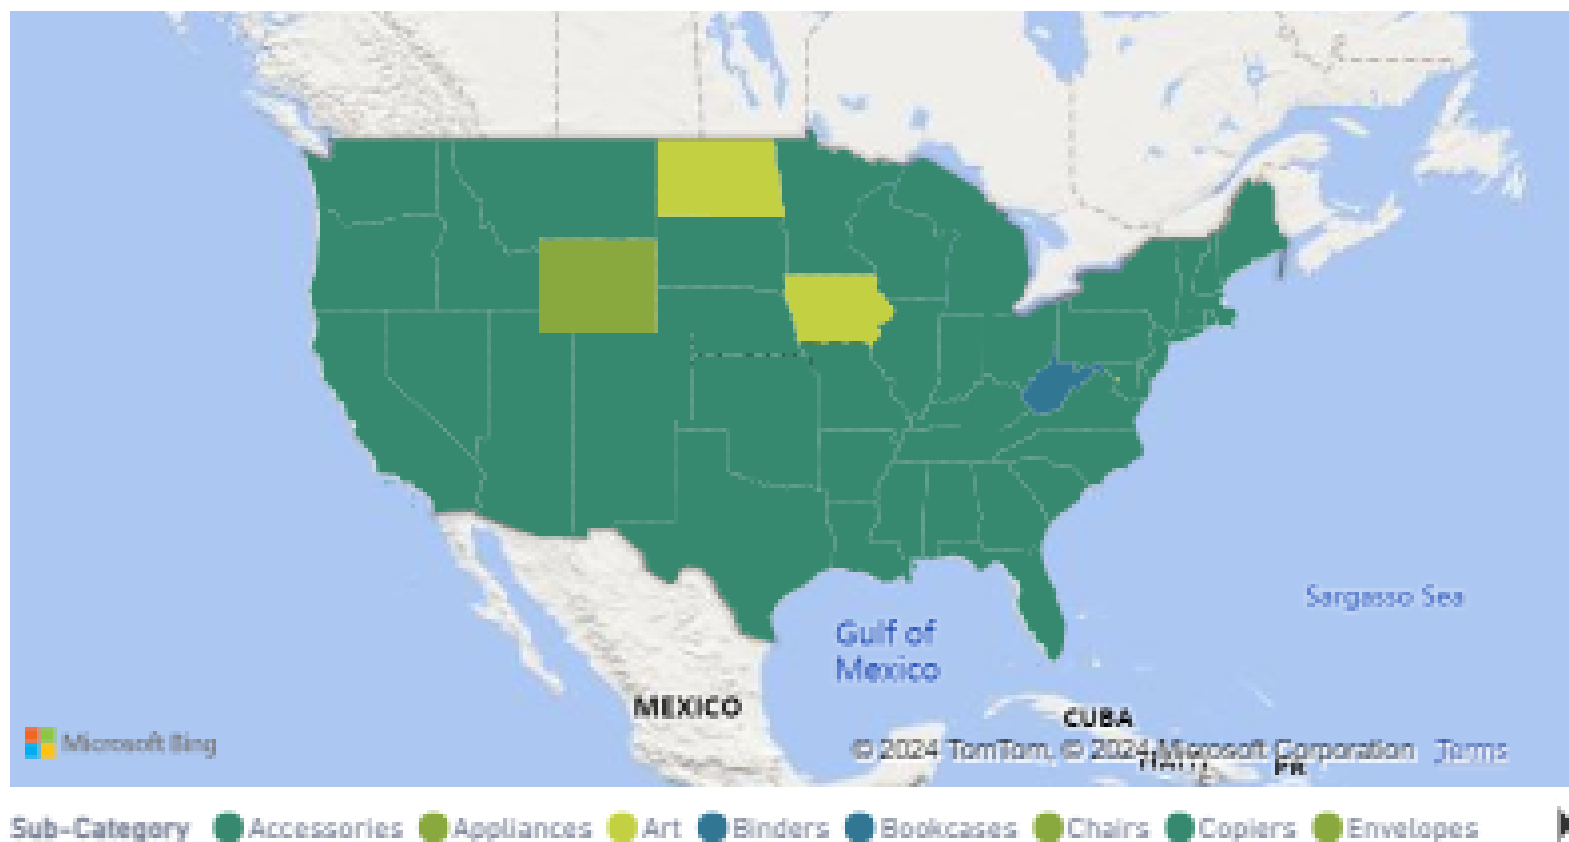 Sargasso Sea
Gulf of
Mexico
MEXICO
CUBA
Microsoft Bing
© 2024 TomTom, © 2024 Microsoft Corporation Terms
HAITI PR
Sub-Category Accessories Appliances Art Binders Bookcases Chairs Copiers Envelopes